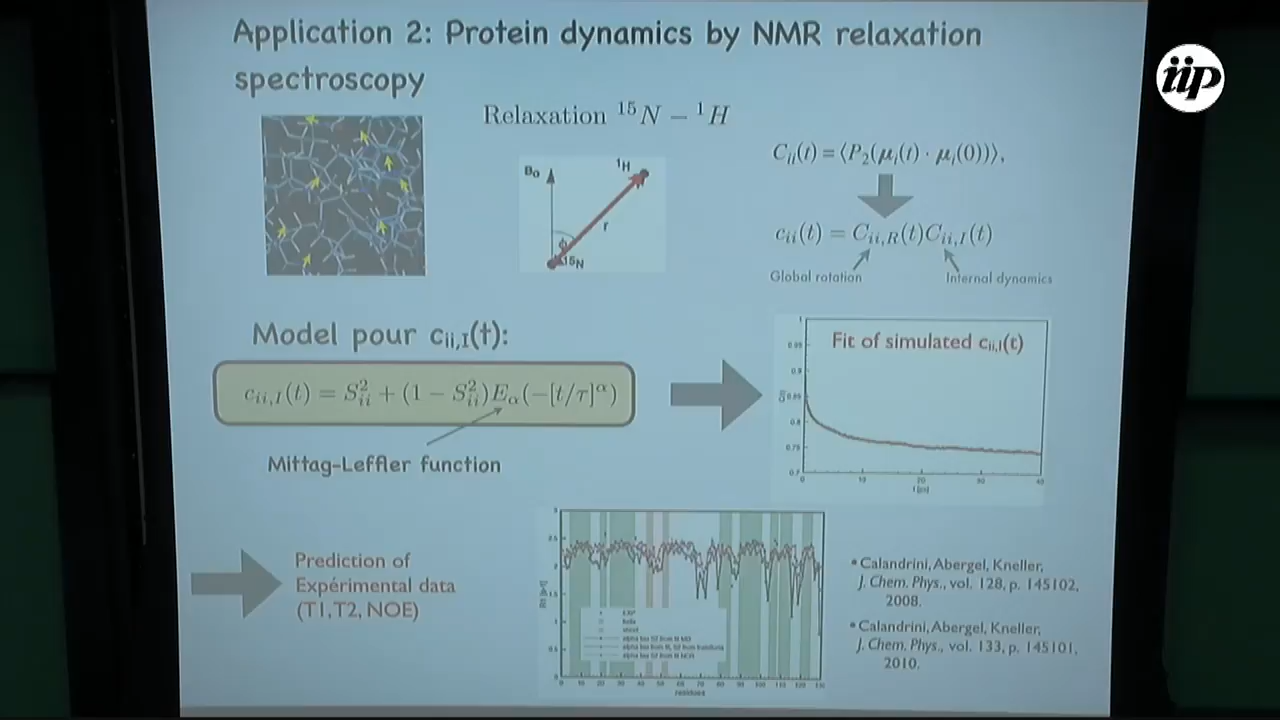 Application 2: Protein dynamics by NMR relaxation
spectroscopy
iip
Relaxation ¹⁵N − ¹H
B₀
¹H
r
ϕ
¹⁵N
C_ii(t) = ⟨P₂(μ_i(t) · μ_i(0))⟩,
c_ii(t) = C_ii,R(t)C_ii,I(t)
Global rotation
Internal dynamics
Model pour c_ii,I(t):
c_ii,I(t) = S²_ii + (1 − S²_ii)E_α(−[t/τ]^α)
Mittag-Leffler function
Fit of simulated c_ii,I(t)
Prediction of
Expérimental data
(T1,T2, NOE)
residues
• Calandrini, Abergel, Kneller,
J. Chem. Phys., vol. 128, p. 145102,
2008.
• Calandrini, Abergel, Kneller,
J. Chem. Phys., vol. 133, p. 145101,
2010.